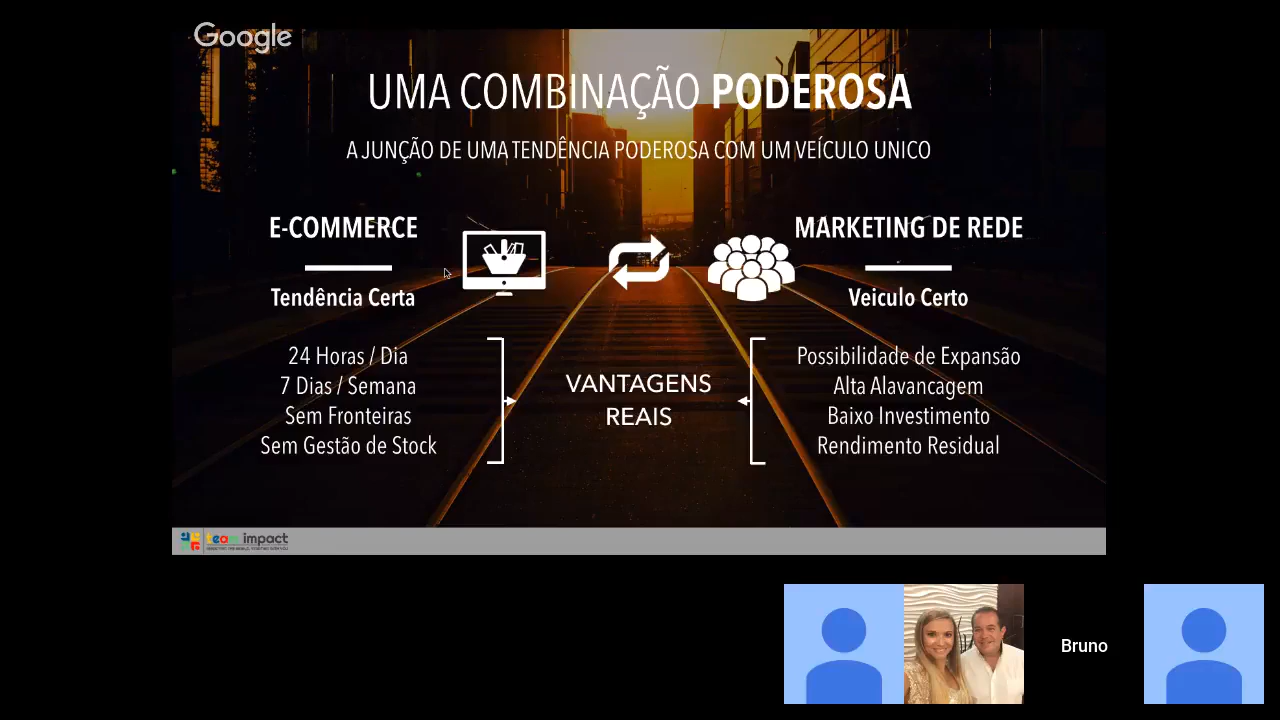 Google
UMA COMBINAÇÃO PODEROSA
A JUNÇÃO DE UMA TENDÊNCIA PODEROSA COM UM VEÍCULO UNICO
E-COMMERCE
Tendência Certa
24 Horas / Dia
7 Dias / Semana
Sem Fronteiras
Sem Gestão de Stock
VANTAGENS
REAIS
MARKETING DE REDE
Veiculo Certo
Possibilidade de Expansão
Alta Alavancagem
Baixo Investimento
Rendimento Residual
team impact
Bruno